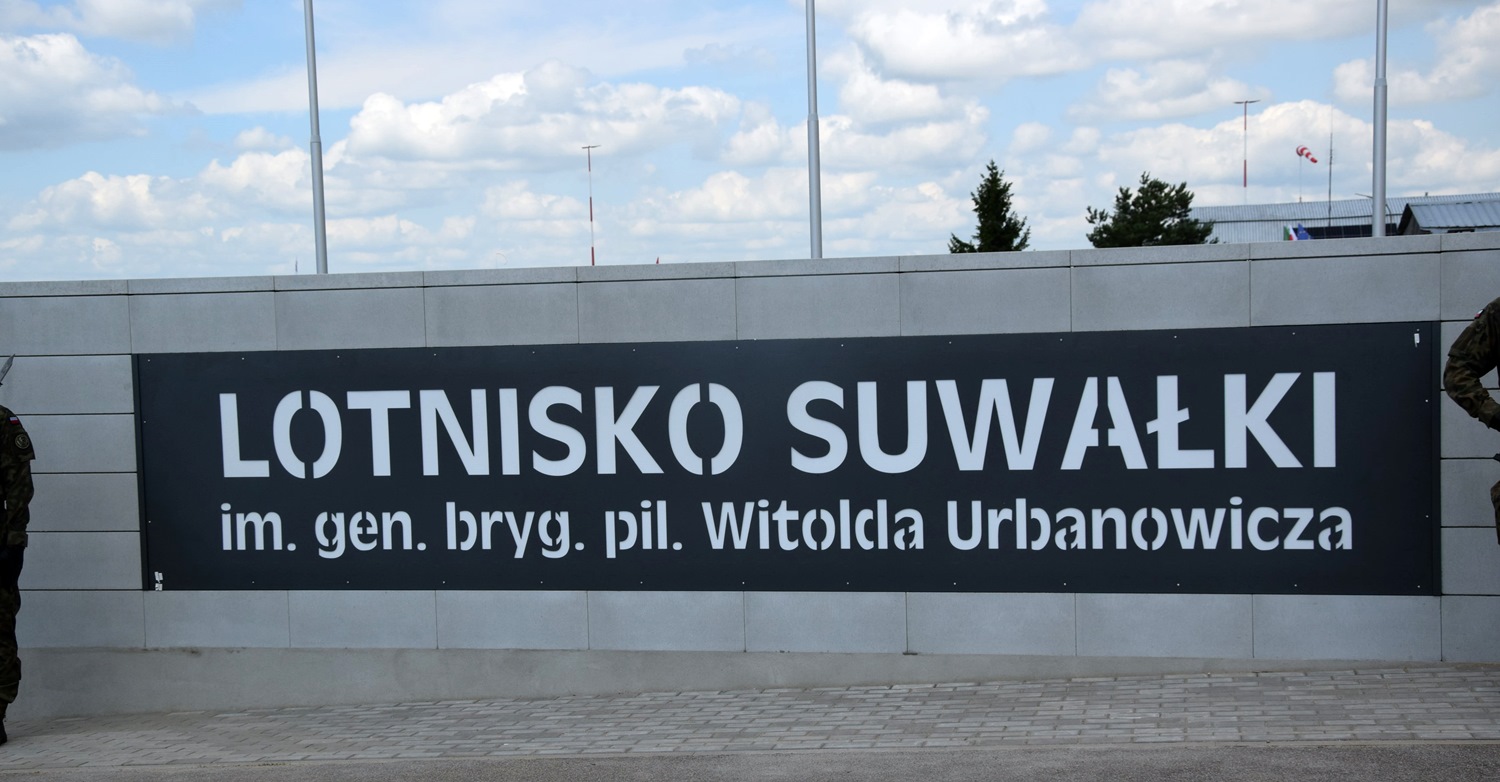 LOTNISKO SUWAŁKI
im. gen. bryg. pil. Witolda Urbanowicza